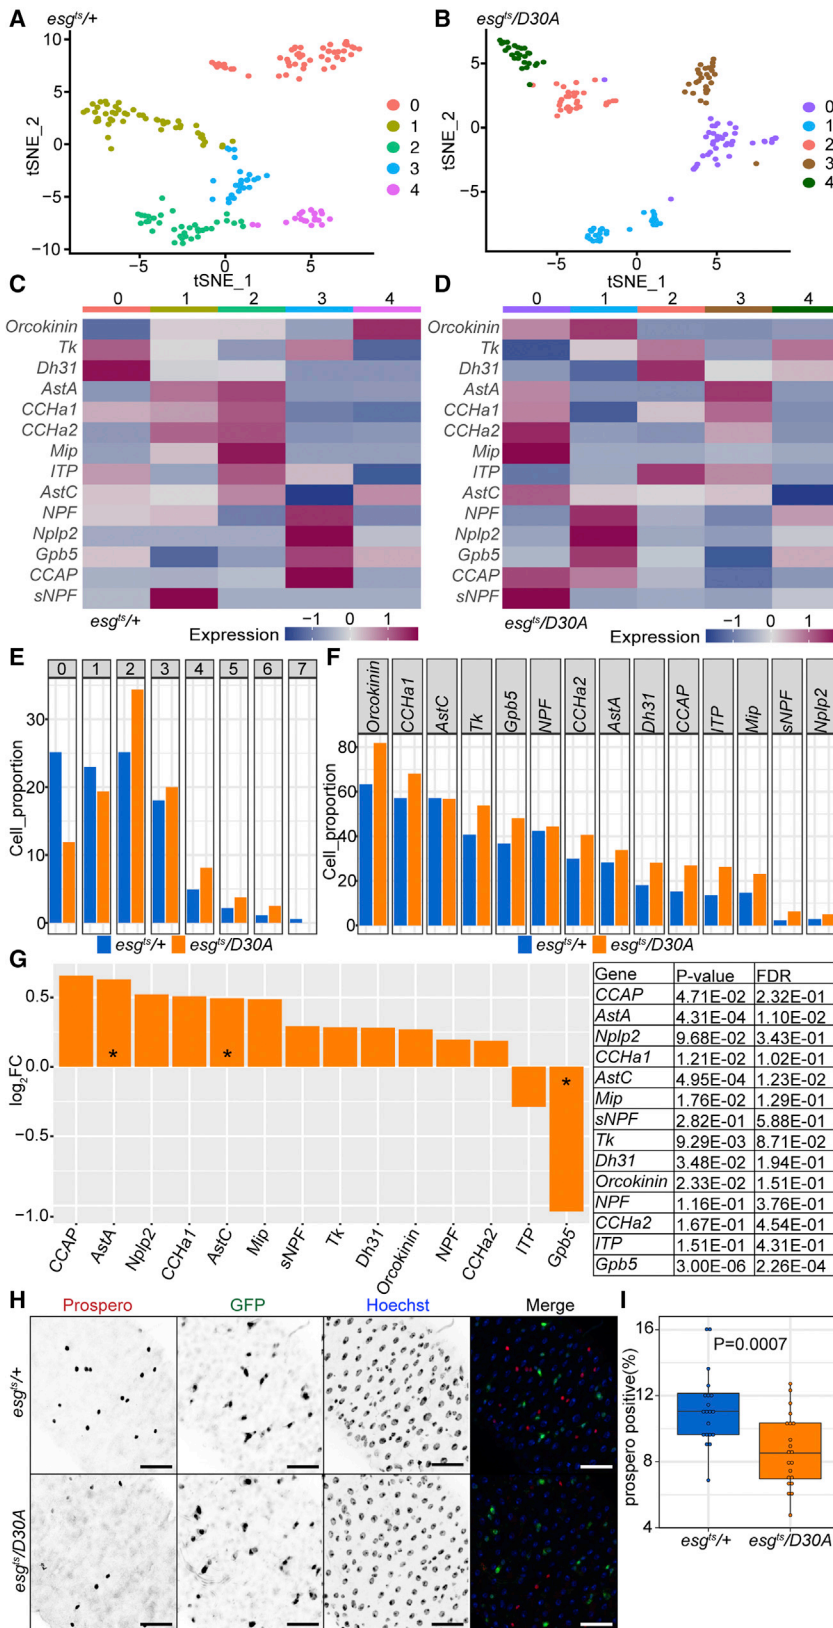 A
esgᵗˢ/+
10
5
0
−5
−10
−5
0
5
tSNE_2
tSNE_1
0
1
2
3
4
B
esgᵗˢ/D30A
5
0
−5
−5
0
5
tSNE_2
0
1
2
3
4
C
0 1 2 3 4
Orcokinin
Tk
Dh31
AstA
CCHa1
CCHa2
Mip
ITP
AstC
NPF
Nplp2
Gpb5
CCAP
sNPF
esgᵗˢ/+
Expression
−1 0 1
D
0 1 2 3 4
Orcokinin
Tk
Dh31
AstA
CCHa1
CCHa2
Mip
ITP
AstC
NPF
Nplp2
Gpb5
CCAP
sNPF
esgᵗˢ/D30A
Expression
−1 0 1
E
0 1 2 3 4 5 6 7
30
20
10
0
Cell_proportion
esgᵗˢ/+ esgᵗˢ/D30A
F
Orcokinin
CCHa1
AstC
Tk
Gpb5
NPF
CCHa2
AstA
Dh31
CCAP
ITP
Mip
sNPF
Nplp2
80
60
40
20
0
Cell_proportion
esgᵗˢ/+ esgᵗˢ/D30A
G
0.5
0.0
−0.5
−1.0
log₂FC
* * *
CCAP
AstA
Nplp2
CCHa1
AstC
Mip
sNPF
Tk
Dh31
Orcokinin
NPF
CCHa2
ITP
Gpb5
Gene P-value FDR
CCAP 4.71E-02 2.32E-01
AstA 4.31E-04 1.10E-02
Nplp2 9.68E-02 3.43E-01
CCHa1 1.21E-02 1.02E-01
AstC 4.95E-04 1.23E-02
Mip 1.76E-02 1.29E-01
sNPF 2.82E-01 5.88E-01
Tk 9.29E-03 8.71E-02
Dh31 3.48E-02 1.94E-01
Orcokinin 2.33E-02 1.51E-01
NPF 1.16E-01 3.76E-01
CCHa2 1.67E-01 4.54E-01
ITP 1.51E-01 4.31E-01
Gpb5 3.00E-06 2.26E-04
H
Prospero GFP Hoechst Merge
esgᵗˢ/+
esgᵗˢ/D30A
I
P=0.0007
16
12
8
4
prospero positive(%)
esgᵗˢ/+ esgᵗˢ/D30A